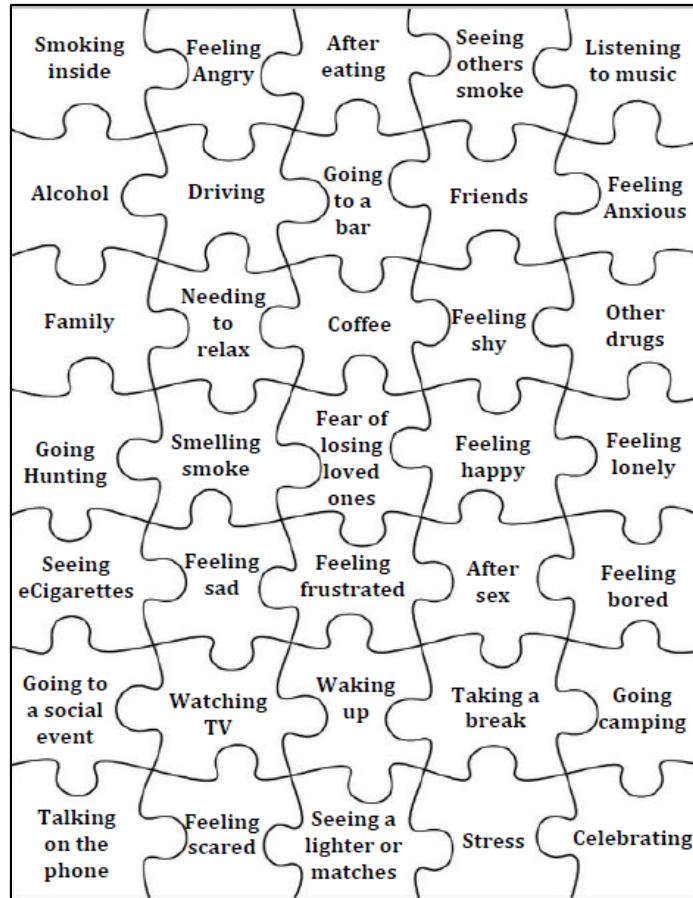 Smoking
inside
Feeling
Angry
After
eating
Seeing
others
smoke
Listening
to music
Alcohol
Driving
Going
to a
bar
Friends
Feeling
Anxious
Family
Needing
to
relax
Coffee
Feeling
shy
Other
drugs
Going
Hunting
Smelling
smoke
Fear of
losing
loved
ones
Feeling
happy
Feeling
lonely
Seeing
eCigarettes
Feeling
sad
Feeling
frustrated
After
sex
Feeling
bored
Going to
a social
event
Watching
TV
Waking
up
Taking a
break
Going
camping
Talking
on the
phone
Feeling
scared
Seeing a
lighter or
matches
Stress
Celebrating